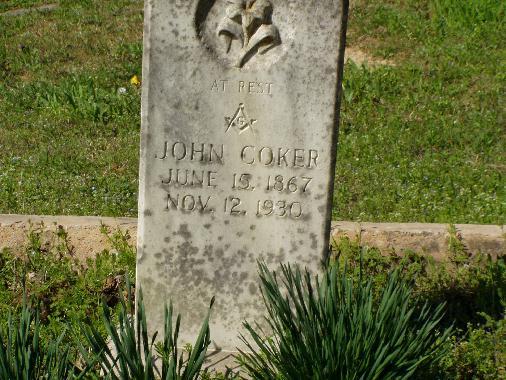 AT REST
G
JOHN COKER
JUNE 15, 1867
NOV. 12, 1930